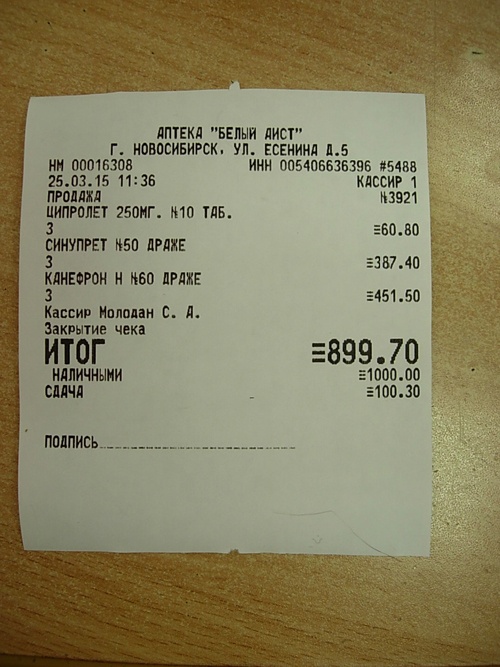 АПТЕКА "БЕЛЫЙ АИСТ"
Г. НОВОСИБИРСК, УЛ. ЕСЕНИНА Д.5
НМ 00016308 ИНН 005406636396 #5488
25.03.15 11:36 КАССИР 1
ПРОДАЖА №3921
ЦИПРОЛЕТ 250МГ. №10 ТАБ.
3 ≡60.80
СИНУПРЕТ №50 ДРАЖЕ
3 ≡387.40
КАНЕФРОН Н №60 ДРАЖЕ
3 ≡451.50
Кассир Молодан С. А.
Закрытие чека
ИТОГ ≡899.70
НАЛИЧНЫМИ ≡1000.00
СДАЧА ≡100.30
ПОДПИСЬ